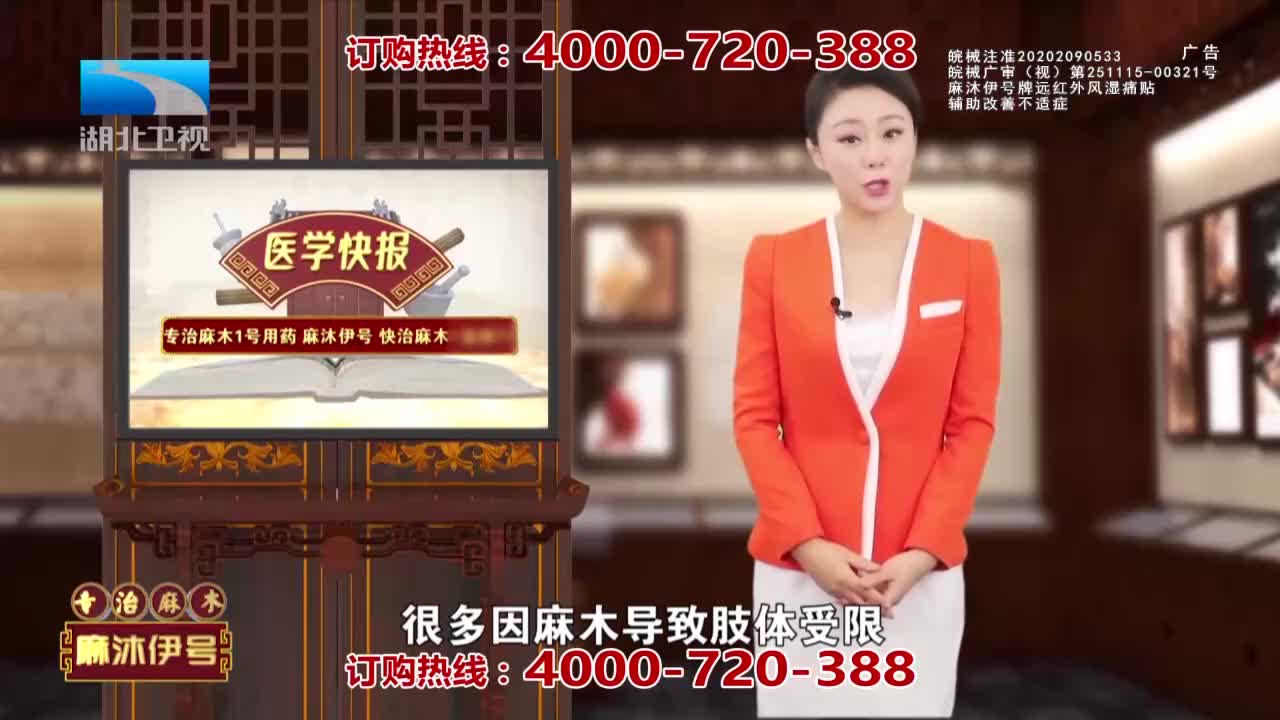 订购热线：4000-720-388
皖械注准20202090533
广告
皖械广审（视）第251115-00321号
麻沐伊号牌远红外风湿痛贴
辅助改善不适症
湖北卫视
医学快报
专治麻木1号用药 麻沐伊号 快治麻木
专治麻木
麻沐伊号
很多因麻木导致肢体受限
订购热线：4000-720-388